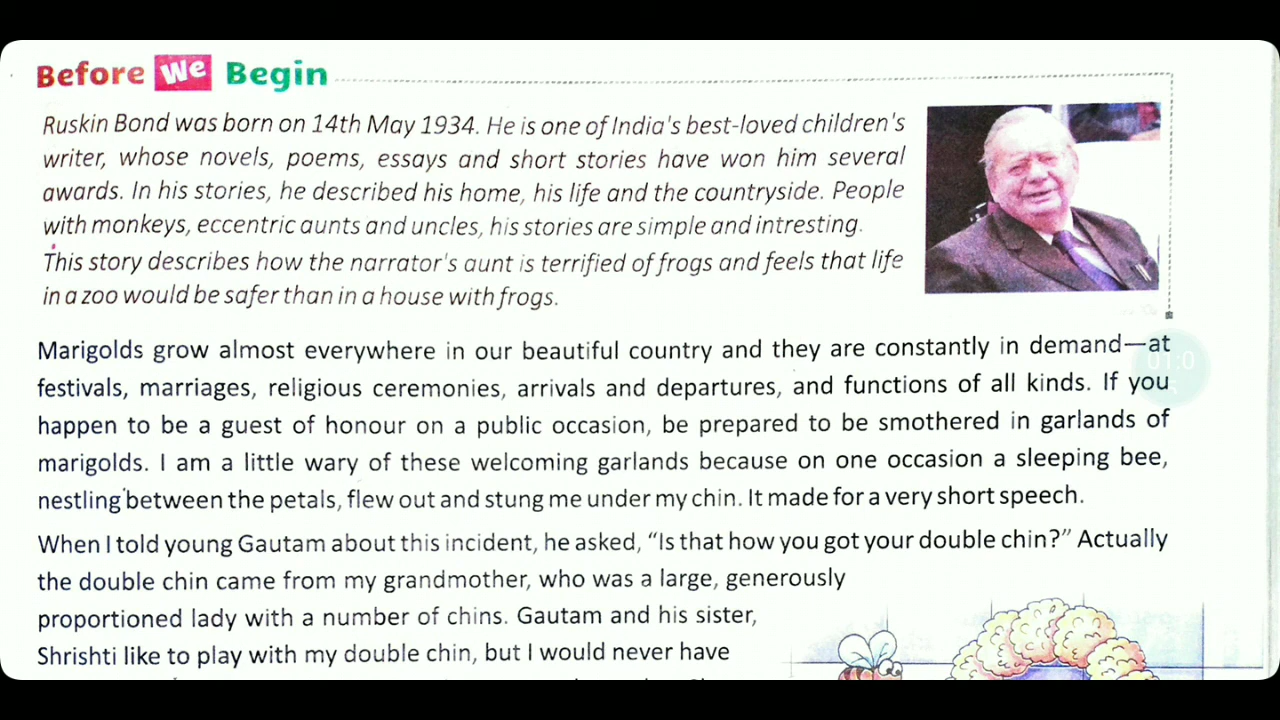 Before We Begin
Ruskin Bond was born on 14th May 1934. He is one of India's best-loved children's
writer, whose novels, poems, essays and short stories have won him several
awards. In his stories, he described his home, his life and the countryside. People
with monkeys, eccentric aunts and uncles, his stories are simple and intresting.
This story describes how the narrator's aunt is terrified of frogs and feels that life
in a zoo would be safer than in a house with frogs.
Marigolds grow almost everywhere in our beautiful country and they are constantly in demand—at
festivals, marriages, religious ceremonies, arrivals and departures, and functions of all kinds. If you
happen to be a guest of honour on a public occasion, be prepared to be smothered in garlands of
marigolds. I am a little wary of these welcoming garlands because on one occasion a sleeping bee,
nestling between the petals, flew out and stung me under my chin. It made for a very short speech.
When I told young Gautam about this incident, he asked, “Is that how you got your double chin?” Actually
the double chin came from my grandmother, who was a large, generously
proportioned lady with a number of chins. Gautam and his sister,
Shrishti like to play with my double chin, but I would never have